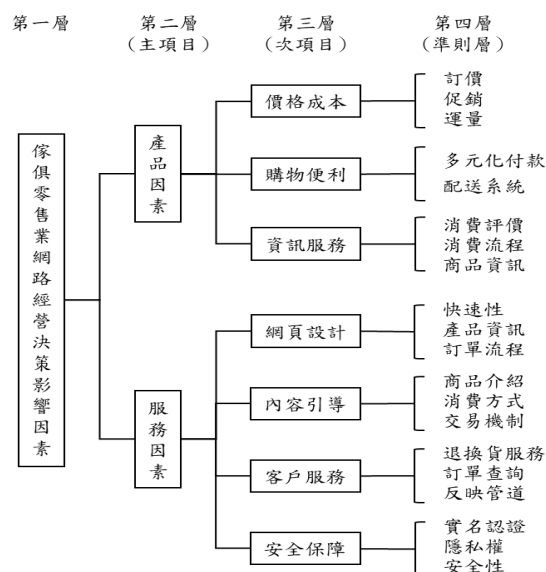 第一層
第二層
（主項目）
第三層
（次項目）
第四層
（準則層）
傢俱零售業網路經營決策影響因素
產品因素
價格成本
訂價
促銷
運量
購物便利
多元化付款
配送系統
資訊服務
消費評價
消費流程
商品資訊
服務因素
網頁設計
快速性
產品資訊
訂單流程
內容引導
商品介紹
消費方式
交易機制
客戶服務
退換貨服務
訂單查詢
反映管道
安全保障
實名認證
隱私權
安全性